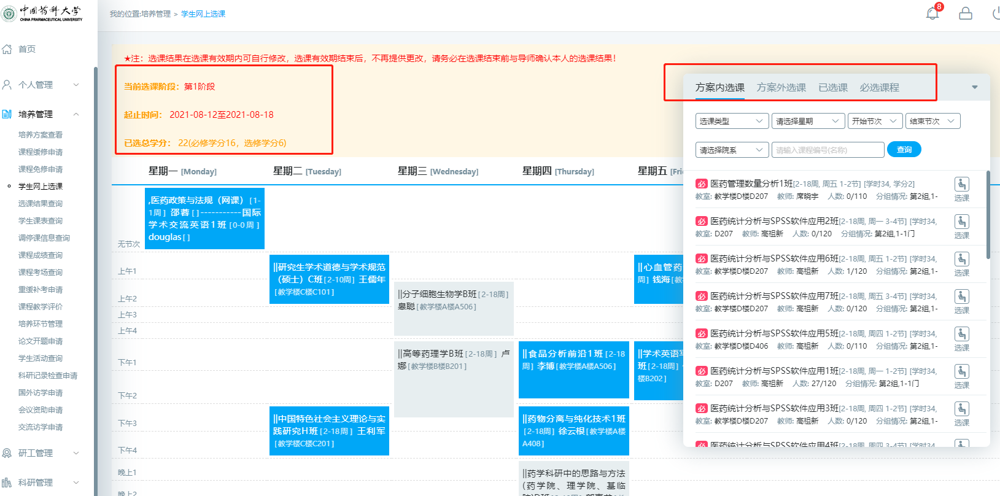 中国药科大学
CHINA PHARMACEUTICAL UNIVERSITY
我的位置:培养管理 > 学生网上选课
8
首页
个人管理
培养管理
培养方案查看
课程缓修申请
课程免修申请
学生网上选课
选课结果查询
学生课表查询
调停课信息查询
课程成绩查询
课程考场查询
重缓补考申请
课程教学评价
培养环节管理
论文开题申请
学生活动查询
科研记录检查申请
国外访学申请
会议资助申请
交流访学申请
研工管理
科研管理
★注：选课结果在选课有效期内可自行修改，选课有效期结束后，不再提供更改，请务必在选课结束前与导师确认本人的选课结果!
当前选课阶段：第1阶段
起止时间： 2021-08-12至2021-08-18
已选总学分： 22(必修学分16，选修学分6)
星期一 [Monday]
星期二 [Tuesday]
星期三 [Wednesday]
星期四 [Thursday]
星期五 [Fri
无节次
,医药政策与法规（网课）[1-
1周] 邵蓉[]-----------国际
学术交流英语1班[0-0周]
douglas[]
上午1
上午2
上午3
上午4
||研究生学术道德与学术规范
（硕士）C班[2-10周] 王儒年
[教学楼C楼C101]
||分子细胞生物学B班[2-18周]
皋聪[教学楼A楼A506]
||心血管药
周] 钱海[教
下午1
下午2
||高等药理学B班[2-18周] 卢
娜[教学楼B楼B201]
||食品分析前沿1班[2-18
周] 李博[教学楼A楼A506]
||学术英语写
班[2-18周]
楼B202]
下午3
下午4
||中国特色社会主义理论与实
践研究H班[2-18周] 王利军
[教学楼C楼C201]
||药物分离与纯化技术1班
[2-18周] 徐云根[教学楼A楼
A408]
晚上1
晚上2
||药学科研中的思路与方法
(药学院、理学院、基临
方案内选课 方案外选课 已选课 必选课程
选课类型 请选择星期 开始节次 结束节次
请选择院系 请输入课程编号(名称) 查询
必 医药管理数量分析1班[2-18周, 周五 1-2节] [学时34, 学分2]
教室: 教学楼D楼D207 教师: 席晓宇 人数: 0/110 分组情况: 第2组,1-
选课
必 医药统计分析与SPSS软件应用2班[2-18周, 周一 3-4节] [学时34,
教室: D207 教师: 高祖新 人数: 0/120 分组情况: 第2组,1-1门
选课
必 医药统计分析与SPSS软件应用6班[2-18周, 周五 1-2节] [学时34,
教室: 教学楼D楼D207 教师: 高祖新 人数: 1/120 分组情况: 第2组,1-
选课
必 医药统计分析与SPSS软件应用7班[2-18周, 周五 3-4节] [学时34,
教室: 教学楼D楼D207 教师: 高祖新 人数: 0/120 分组情况: 第2组,1-
选课
必 医药统计分析与SPSS软件应用5班[2-18周, 周四 1-2节] [学时34,
教室: 教学楼D楼D406 教师: 高祖新 人数: 0/110 分组情况: 第2组,1-
选课
必 医药统计分析与SPSS软件应用1班[2-18周, 周一 1-2节] [学时34,
教室: D207 教师: 高祖新 人数: 27/120 分组情况: 第2组,1-1门
选课
必 医药统计分析与SPSS软件应用3班[2-18周, 周四 1-2节] [学时34,
教室: 教学楼D楼D207 教师: 高祖新 人数: 0/120 分组情况: 第2组,1-
选课
必 医药统计分析与SPSS软件应用4班[2-18周, 周四 3-4节] [学时34,